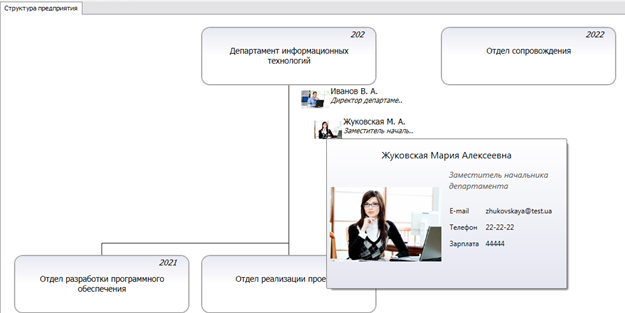 Структура предприятия
202
Департамент информационных
технологий
2022
Отдел сопровождения
Иванов В. А.
Директор департаме..
Жуковская М. А.
Заместитель началь..
Жуковская Мария Алексеевна
Заместитель начальника
департамента
E-mail zhukovskaya@test.ua
Телефон 22-22-22
Зарплата 44444
2021
Отдел разработки программного
обеспечения
Отдел реализации прое